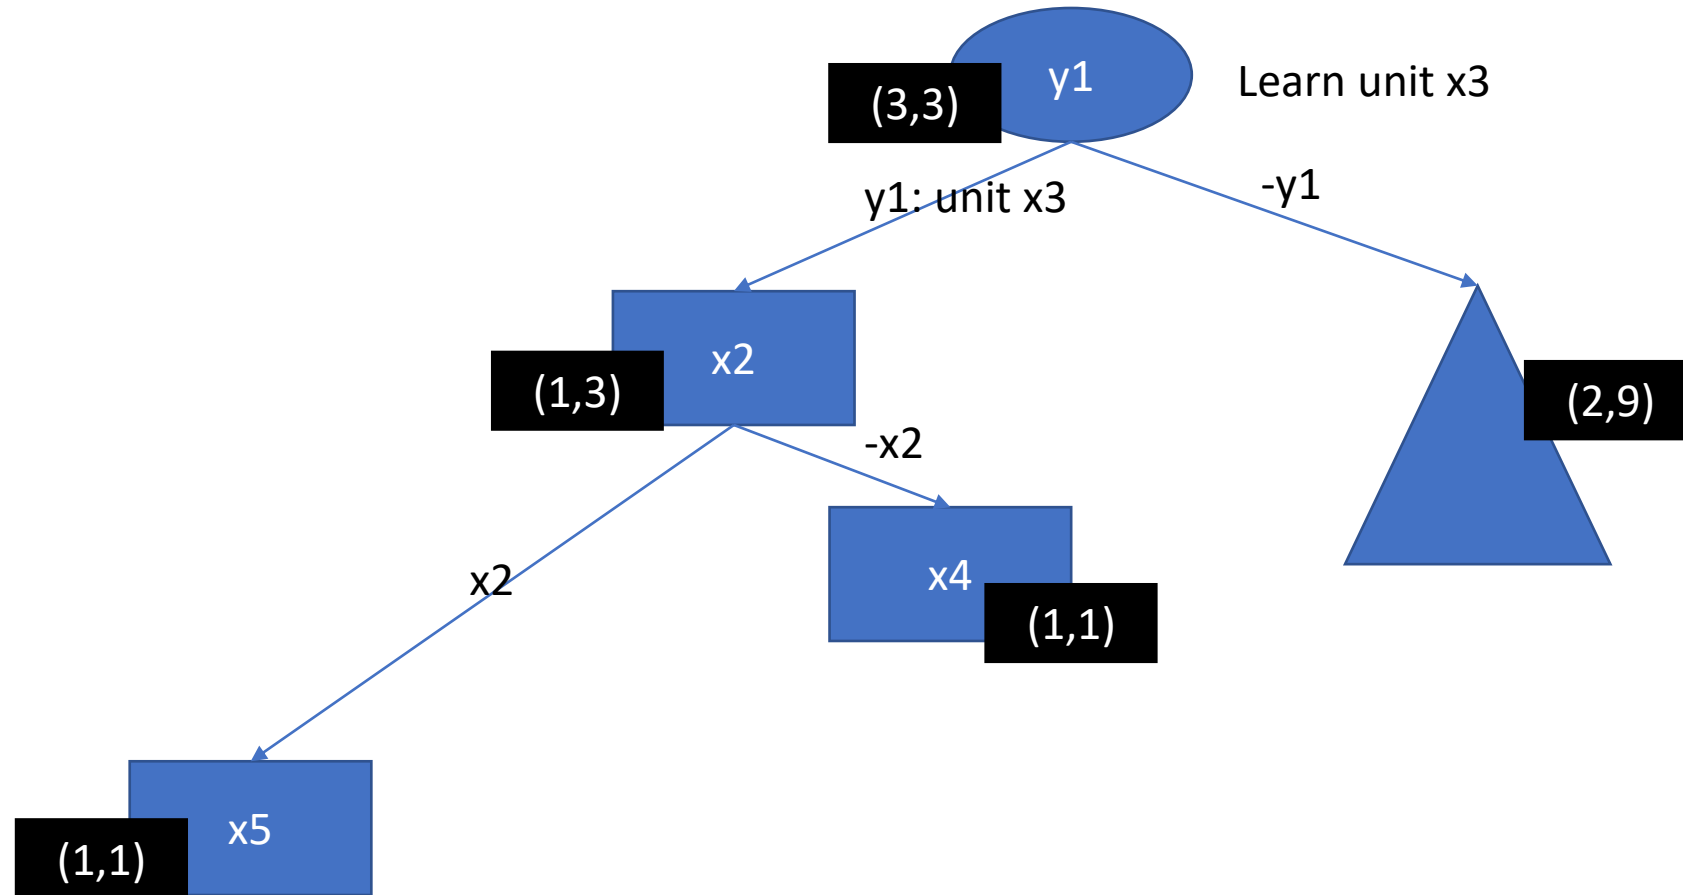 y1
(3,3)
Learn unit x3
y1: unit x3
-y1
x2
(1,3)
(2,9)
-x2
x2
x4
(1,1)
x5
(1,1)